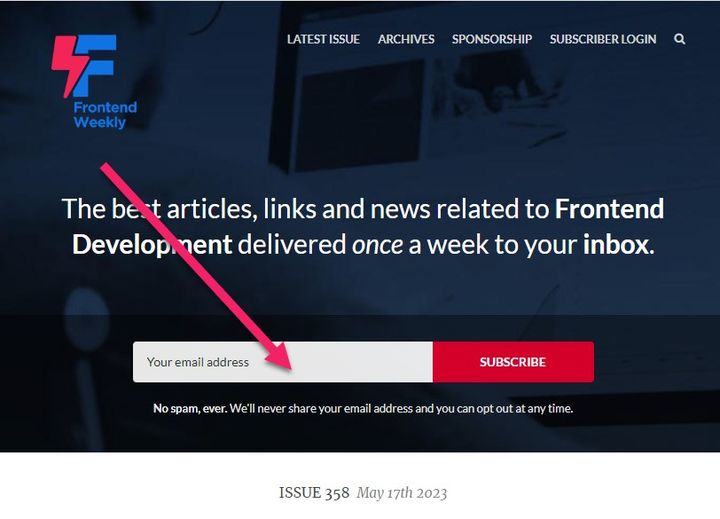 LATEST ISSUE ARCHIVES SPONSORSHIP SUBSCRIBER LOGIN
Frontend
Weekly
The best articles, links and news related to Frontend
Development delivered once a week to your inbox.
Your email address SUBSCRIBE
No spam, ever. We'll never share your email address and you can opt out at any time.
ISSUE 358 May 17th 2023